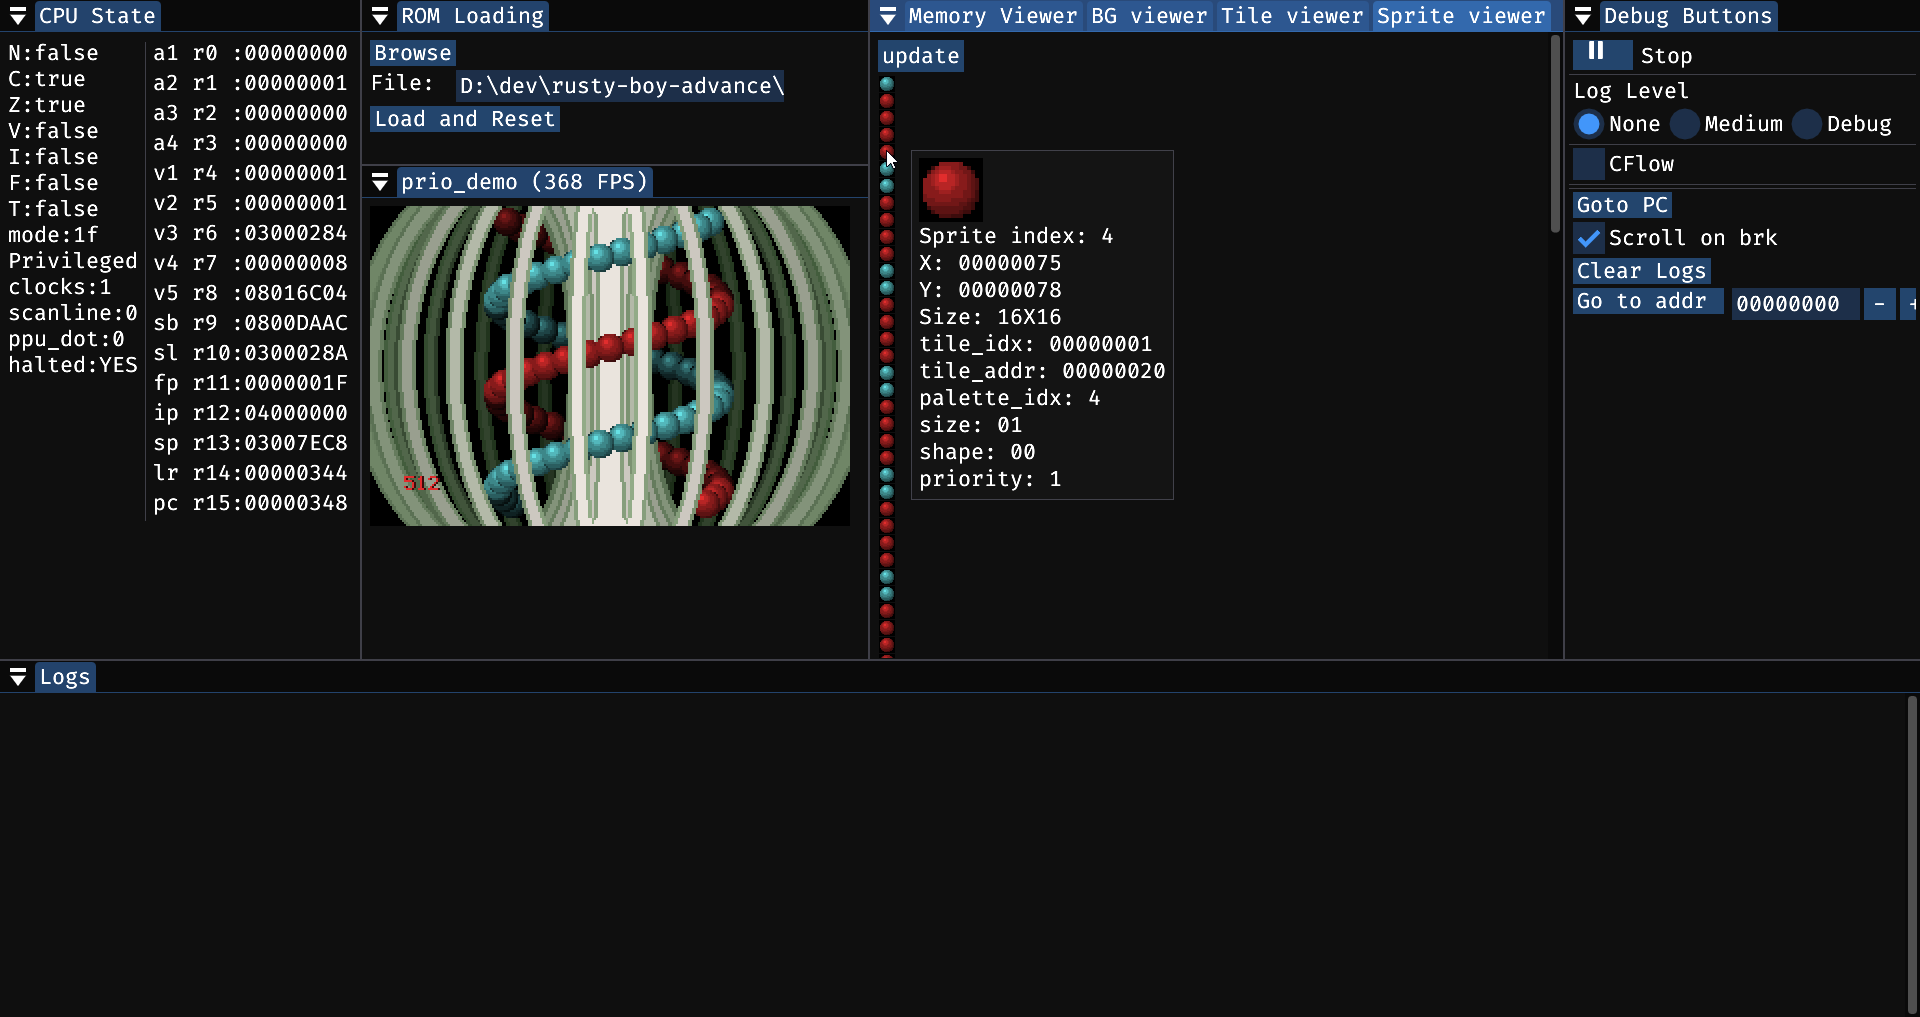 CPU State
N:false
C:true
Z:true
V:false
I:false
F:false
T:false
mode:1f
Privileged
clocks:1
scanline:0
ppu_dot:0
halted:YES
a1 r0 :00000000
a2 r1 :00000001
a3 r2 :00000000
a4 r3 :00000000
v1 r4 :00000001
v2 r5 :00000001
v3 r6 :03000284
v4 r7 :00000008
v5 r8 :08016C04
sb r9 :0800DAAC
sl r10:0300028A
fp r11:0000001F
ip r12:04000000
sp r13:03007EC8
lr r14:00000344
pc r15:00000348
ROM Loading
Browse
File: D:\dev\rusty-boy-advance\
Load and Reset
prio_demo (368 FPS)
512
Memory Viewer BG viewer Tile viewer Sprite viewer
update
Sprite index: 4
X: 00000075
Y: 00000078
Size: 16X16
tile_idx: 00000001
tile_addr: 00000020
palette_idx: 4
size: 01
shape: 00
priority: 1
Debug Buttons
Stop
Log Level
None Medium Debug
CFlow
Goto PC
Scroll on brk
Clear Logs
Go to addr 00000000 - +
Logs